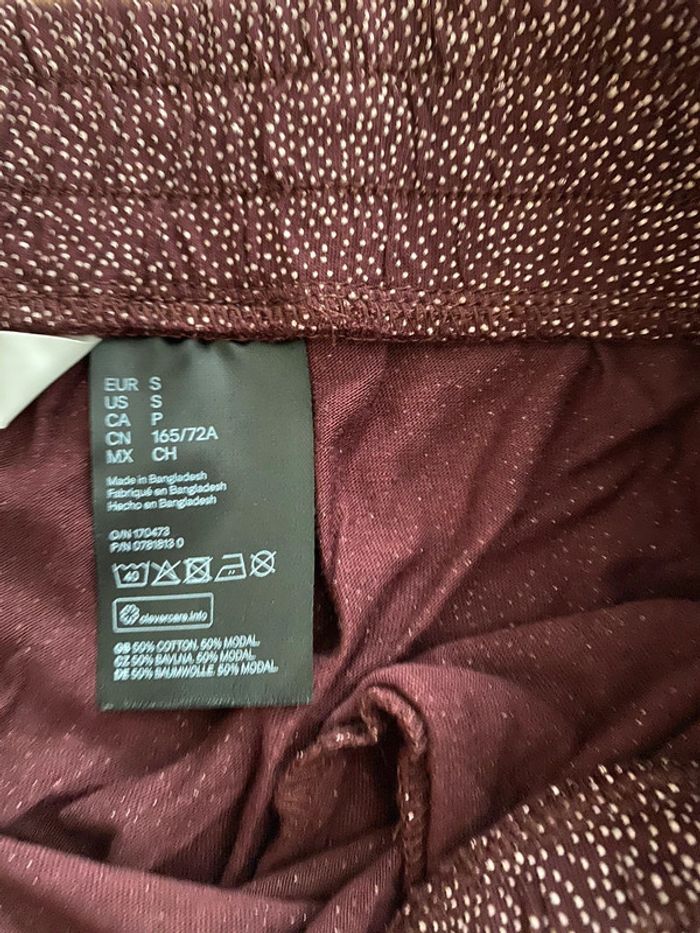 EUR S
US S
CA P
CN 165/72A
MX CH
Made in Bangladesh
Fabriqué en Bangladesh
Hecho en Bangladesh
O/N 170473
P/N 0781813 0
40
clevercare.info
GB 50% COTTON, 50% MODAL.
CZ 50% BAVLNA, 50% MODAL.
DE 50% BAUMWOLLE, 50% MODAL.